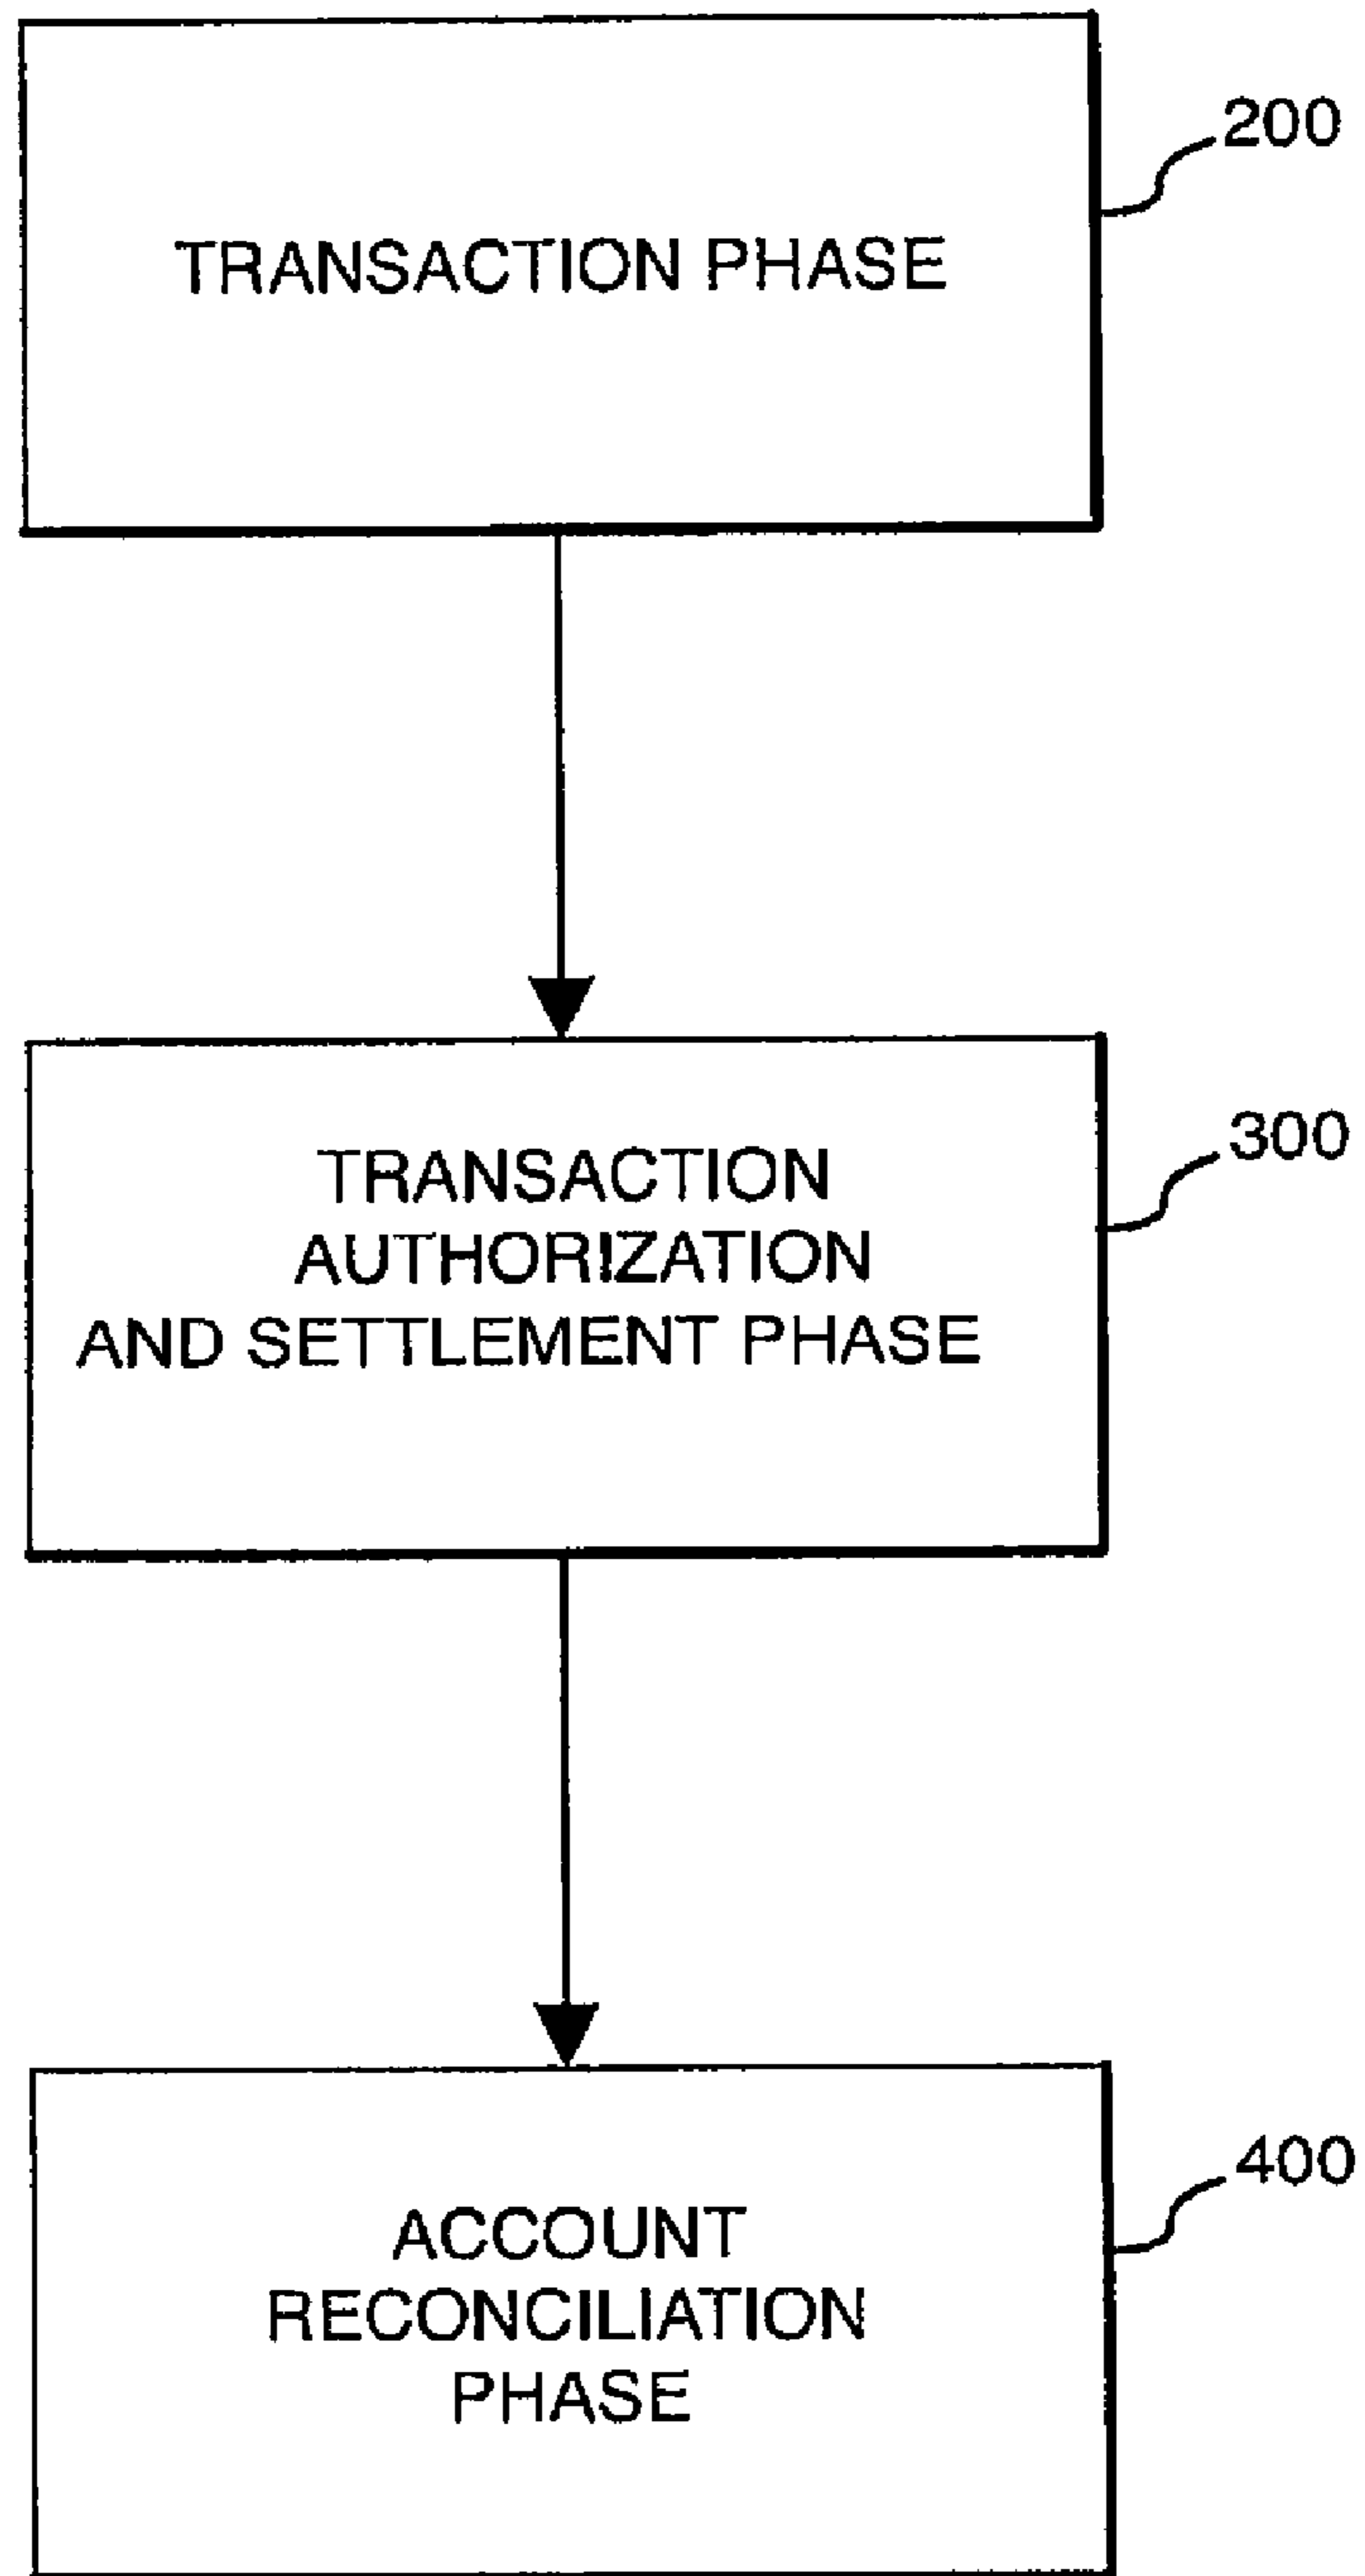 TRANSACTION PHASE
200
TRANSACTION
AUTHORIZATION
AND SETTLEMENT PHASE
300
ACCOUNT
RECONCILIATION
PHASE
400